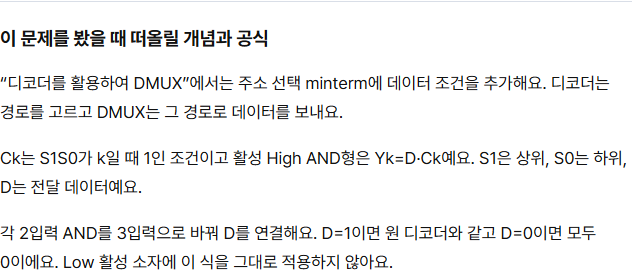 이 문제를 봤을 때 떠올릴 개념과 공식
“디코더를 활용하여 DMUX”에서는 주소 선택 minterm에 데이터 조건을 추가해요. 디코더는
경로를 고르고 DMUX는 그 경로로 데이터를 보내요.
Ck는 S1S0가 k일 때 1인 조건이고 활성 High AND형은 Yk=D·Ck예요. S1은 상위, S0는 하위,
D는 전달 데이터예요.
각 2입력 AND를 3입력으로 바꿔 D를 연결해요. D=1이면 원 디코더와 같고 D=0이면 모두
0이에요. Low 활성 소자에 이 식을 그대로 적용하지 않아요.